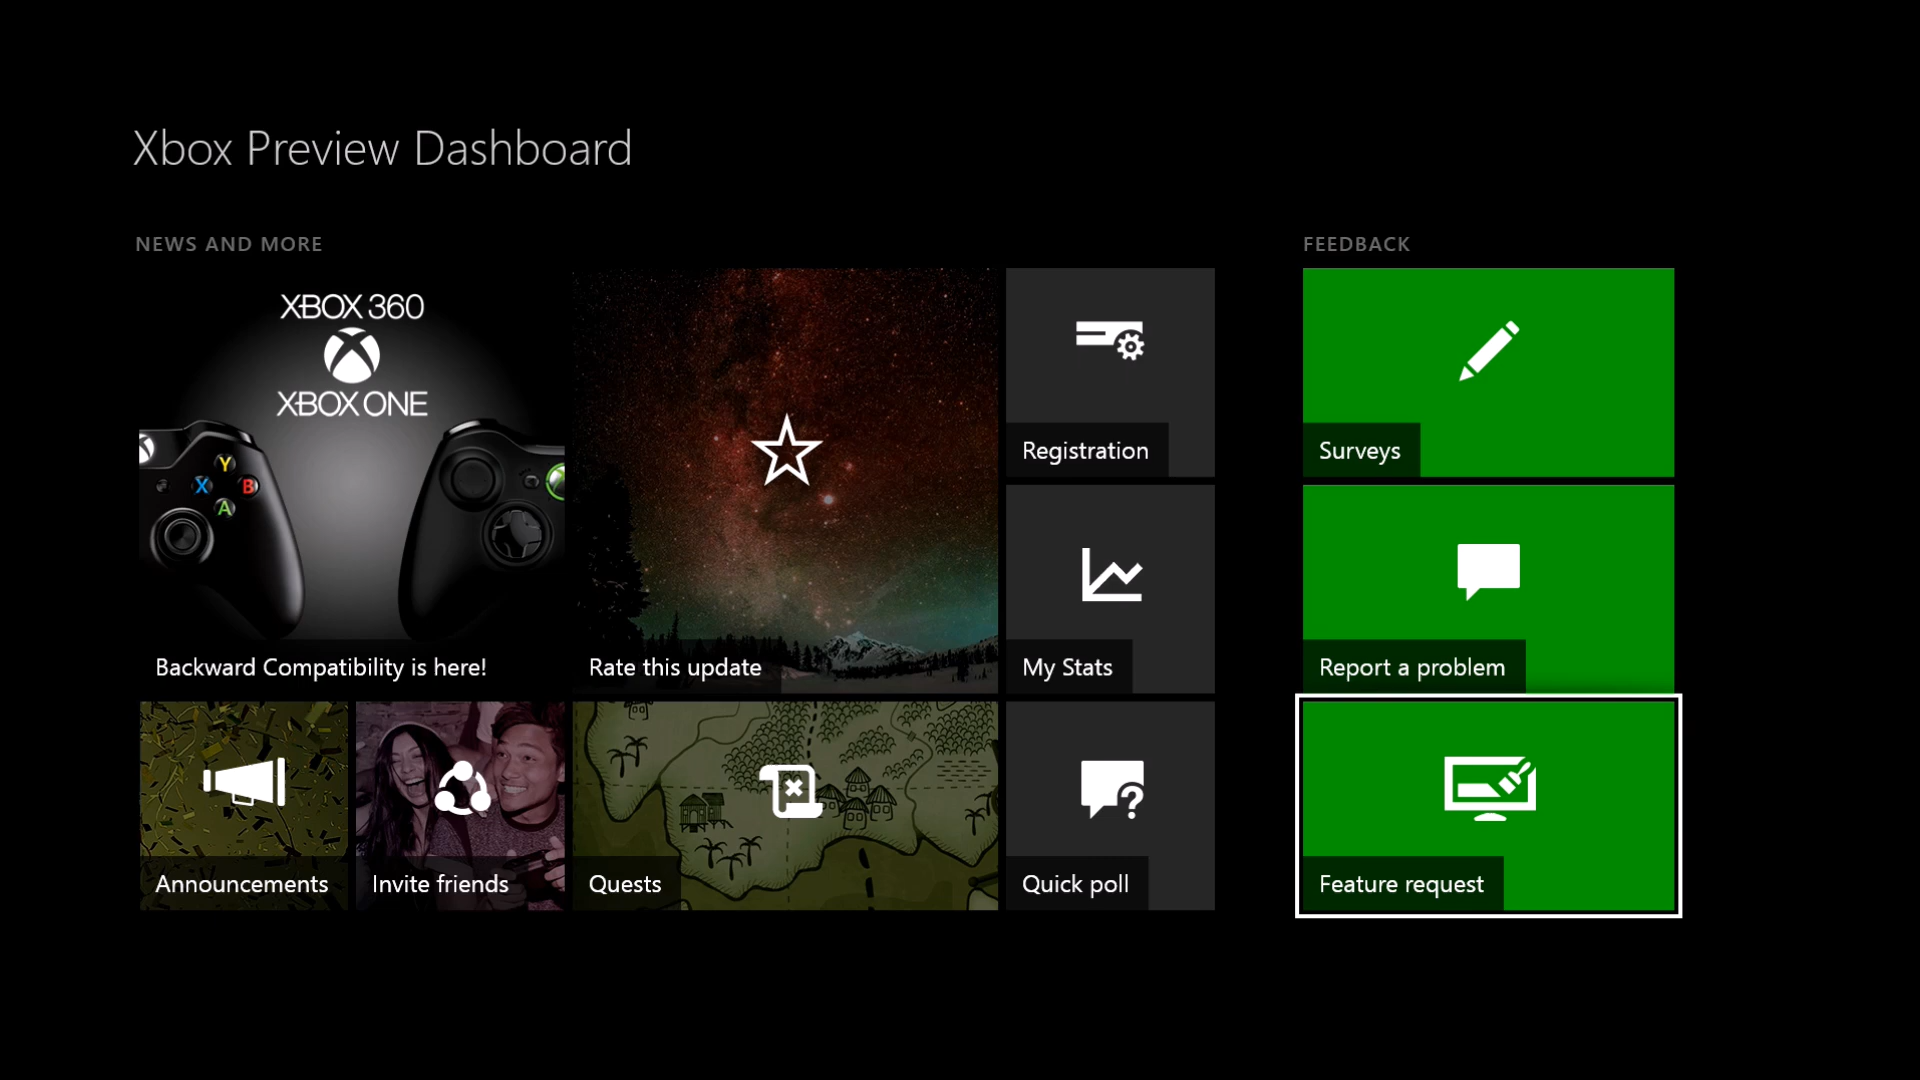 Xbox Preview Dashboard
NEWS AND MORE
XBOX 360
XBOX ONE
Y
X
B
A
Backward Compatibility is here!
Rate this update
Registration
My Stats
Announcements
Invite friends
Quests
Quick poll
FEEDBACK
Surveys
Report a problem
Feature request